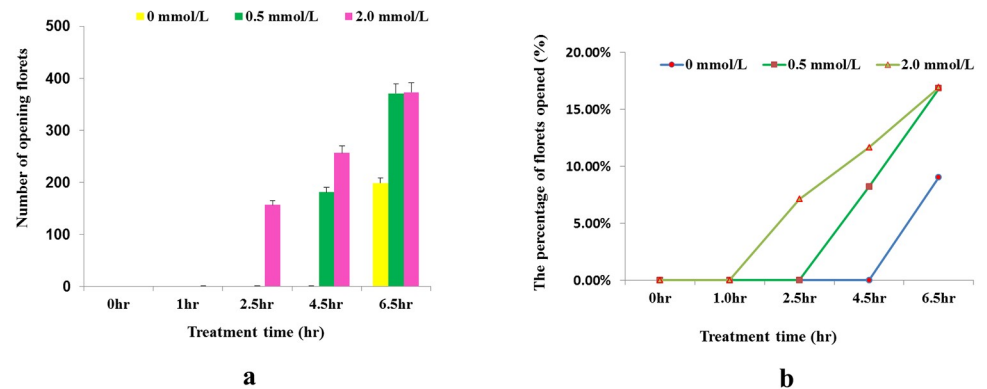 0 mmol/L 0.5 mmol/L 2.0 mmol/L
Number of opening florets
500
400
300
200
100
0
0hr 1hr 2.5hr 4.5hr 6.5hr
Treatment time (hr)
a
The percentage of florets opened (%)
20.00%
15.00%
10.00%
5.00%
0.00%
0 mmol/L 0.5 mmol/L 2.0 mmol/L
0hr 1.0hr 2.5hr 4.5hr 6.5hr
Treatment time (hr)
b